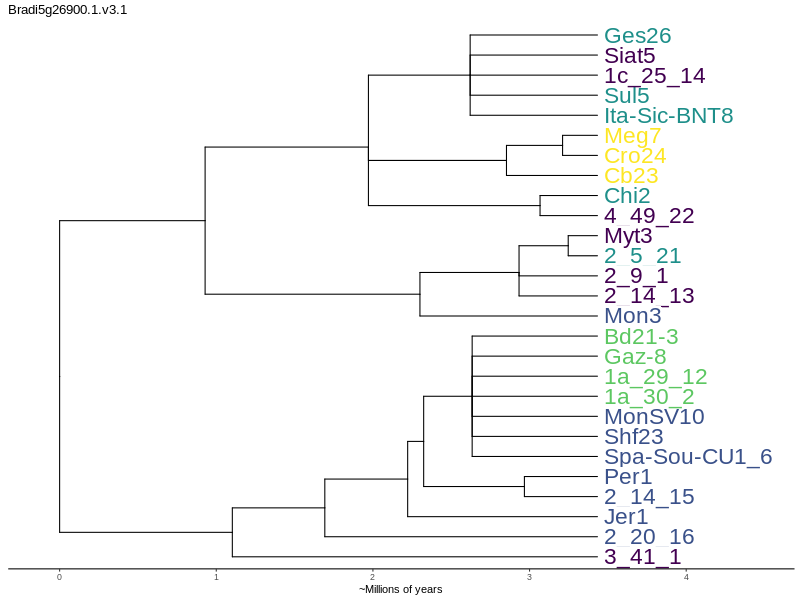 Bradi5g26900.1.v3.1
Ges26
Siat5
1c_25_14
Sul5
Ita-Sic-BNT8
Meg7
Cro24
Cb23
Chi2
4_49_22
Myt3
2_5_21
2_9_1
2_14_13
Mon3
Bd21-3
Gaz-8
1a_29_12
1a_30_2
MonSV10
Shf23
Spa-Sou-CU1_6
Per1
2_14_15
Jer1
2_20_16
3_41_1
0 1 2 3 4
~Millions of years